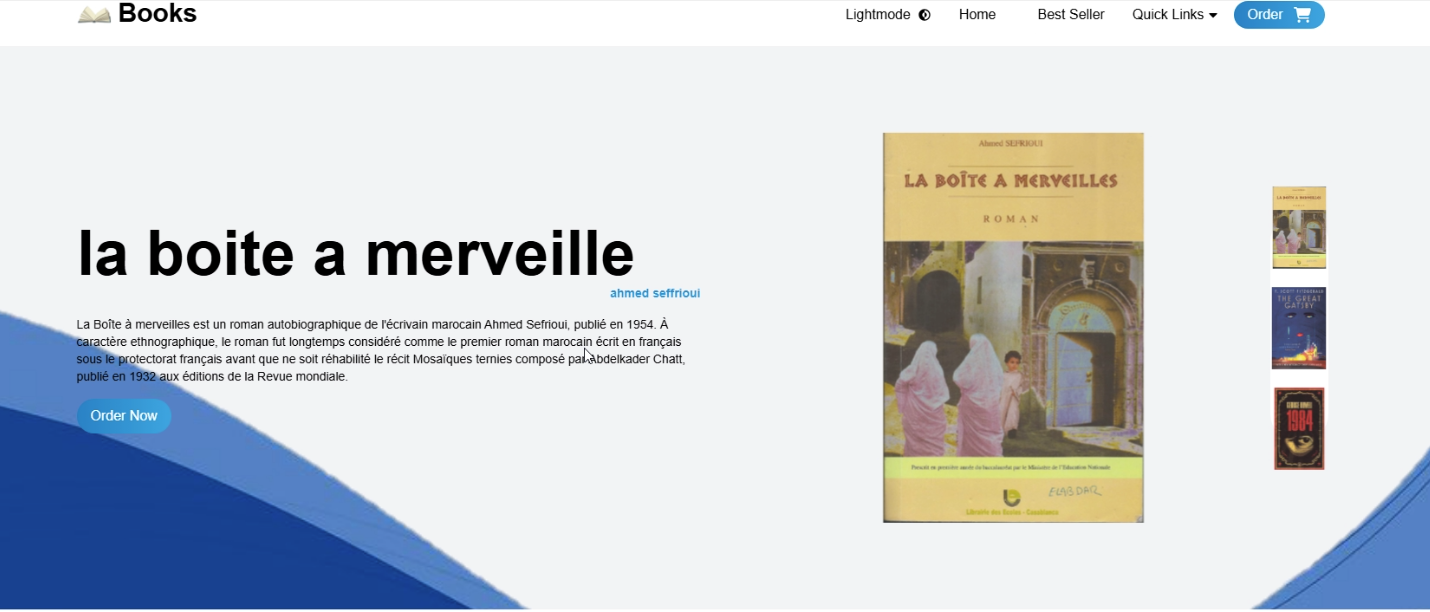 Books
Lightmode
Home
Best Seller
Quick Links
Order
la boite a merveille
ahmed seffrioui
La Boîte à merveilles est un roman autobiographique de l'écrivain marocain Ahmed Sefrioui, publié en 1954. À
caractère ethnographique, le roman fut longtemps considéré comme le premier roman marocain écrit en français
sous le protectorat français avant que ne soit réhabilité le récit Mosaïques ternies composé par Abdelkader Chatt,
publié en 1932 aux éditions de la Revue mondiale.
Order Now
Ahmed SEFRIOUI
LA BOÎTE A MERVEILLES
ROMAN
ELABDAR
Librairie des Ecoles - Casablanca
LA BOÎTE A MERVEILLES
THE GREAT
GATSBY
1984